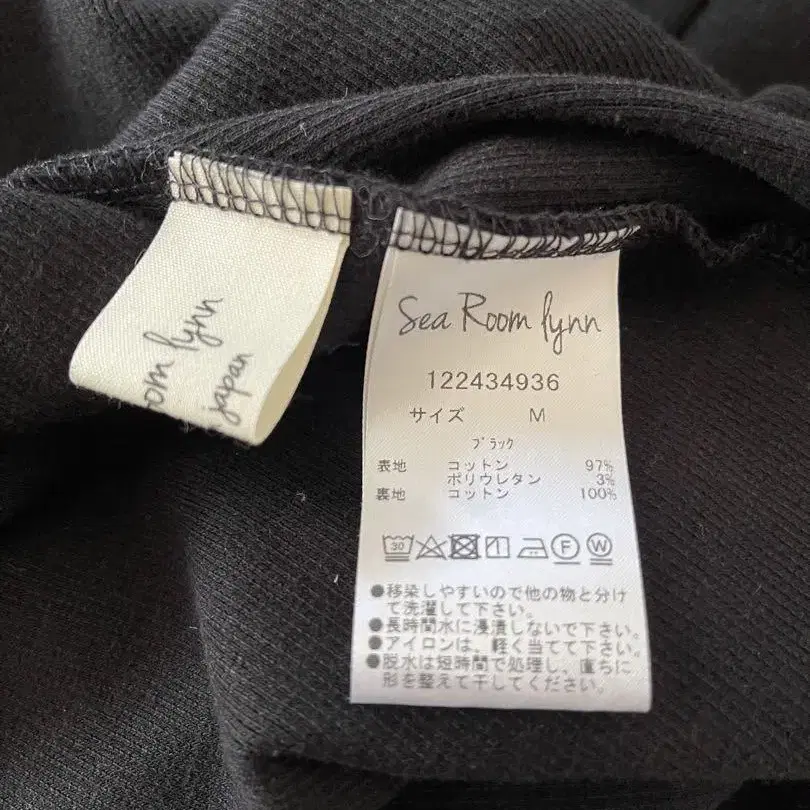 room lynn
japan
Sea Room lynn
122434936
サイズ M
ブラック
表地 コットン 97%
ポリウレタン 3%
裏地 コットン 100%
30 F W
●移染しやすいので他の物と分け
て洗濯して下さい。
●長時間水に浸漬しないで下さい。
●アイロンは、軽く当てて下さい。
●脱水は短時間で処理し、直ちに
形を整えて干してください。